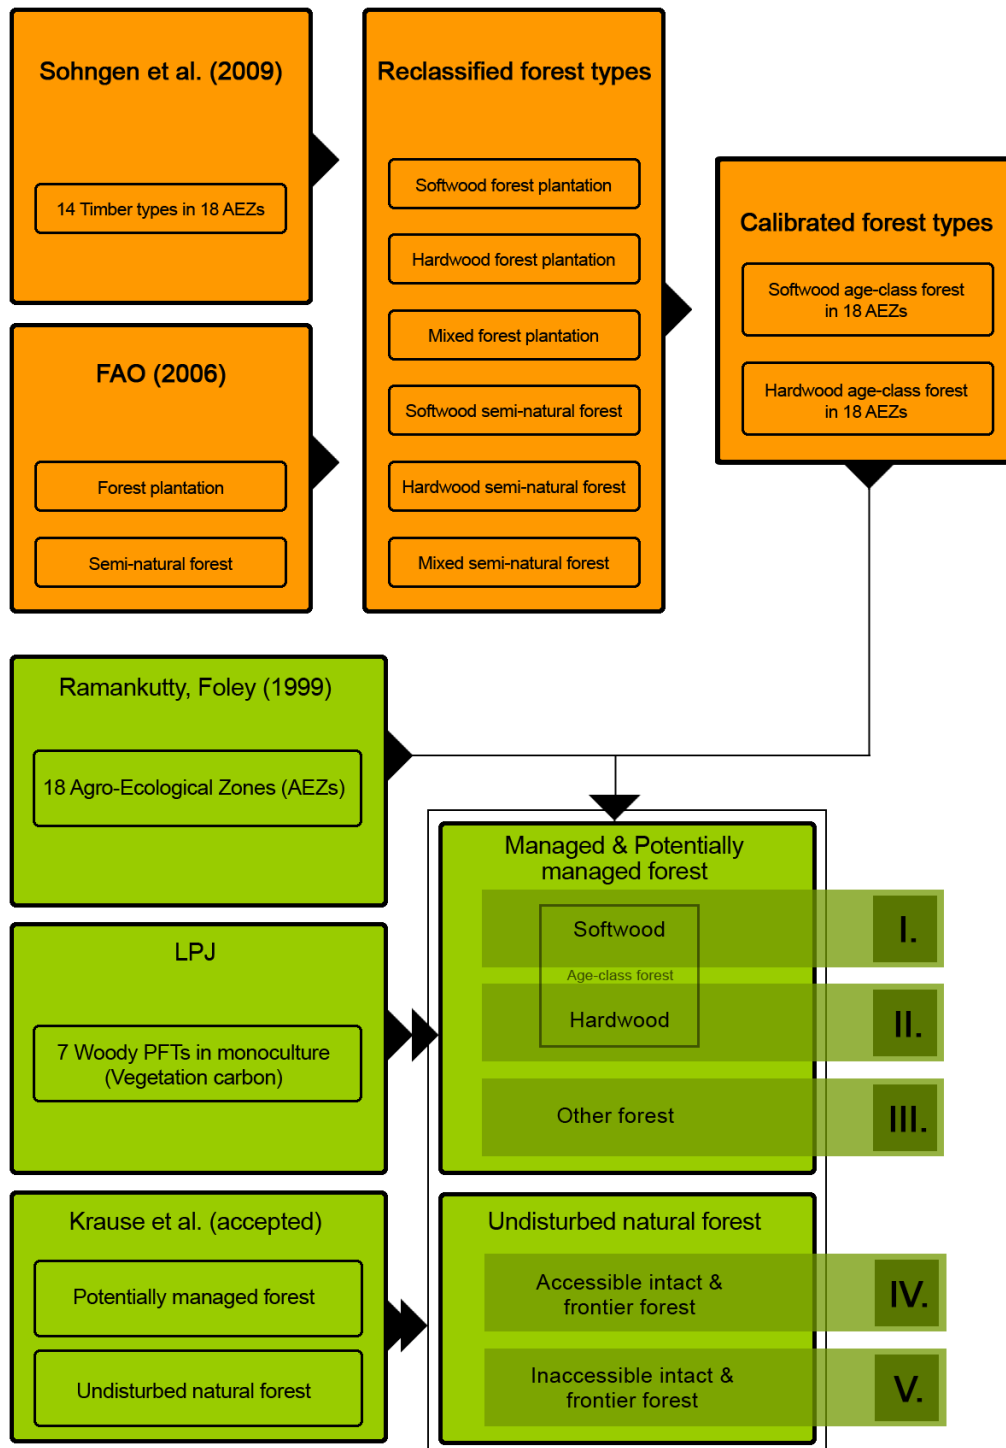 Sohngen et al. (2009)
14 Timber types in 18 AEZs
FAO (2006)
Forest plantation
Semi-natural forest
Reclassified forest types
Softwood forest plantation
Hardwood forest plantation
Mixed forest plantation
Softwood semi-natural forest
Hardwood semi-natural forest
Mixed semi-natural forest
Calibrated forest types
Softwood age-class forest
in 18 AEZs
Hardwood age-class forest
in 18 AEZs
Ramankutty, Foley (1999)
18 Agro-Ecological Zones (AEZs)
LPJ
7 Woody PFTs in monoculture
(Vegetation carbon)
Krause et al. (accepted)
Potentially managed forest
Undisturbed natural forest
Managed & Potentially
managed forest
Softwood
I.
Age-class forest
Hardwood
II.
Other forest
III.
Undisturbed natural forest
Accessible intact &
frontier forest
IV.
Inaccessible intact &
frontier forest
V.